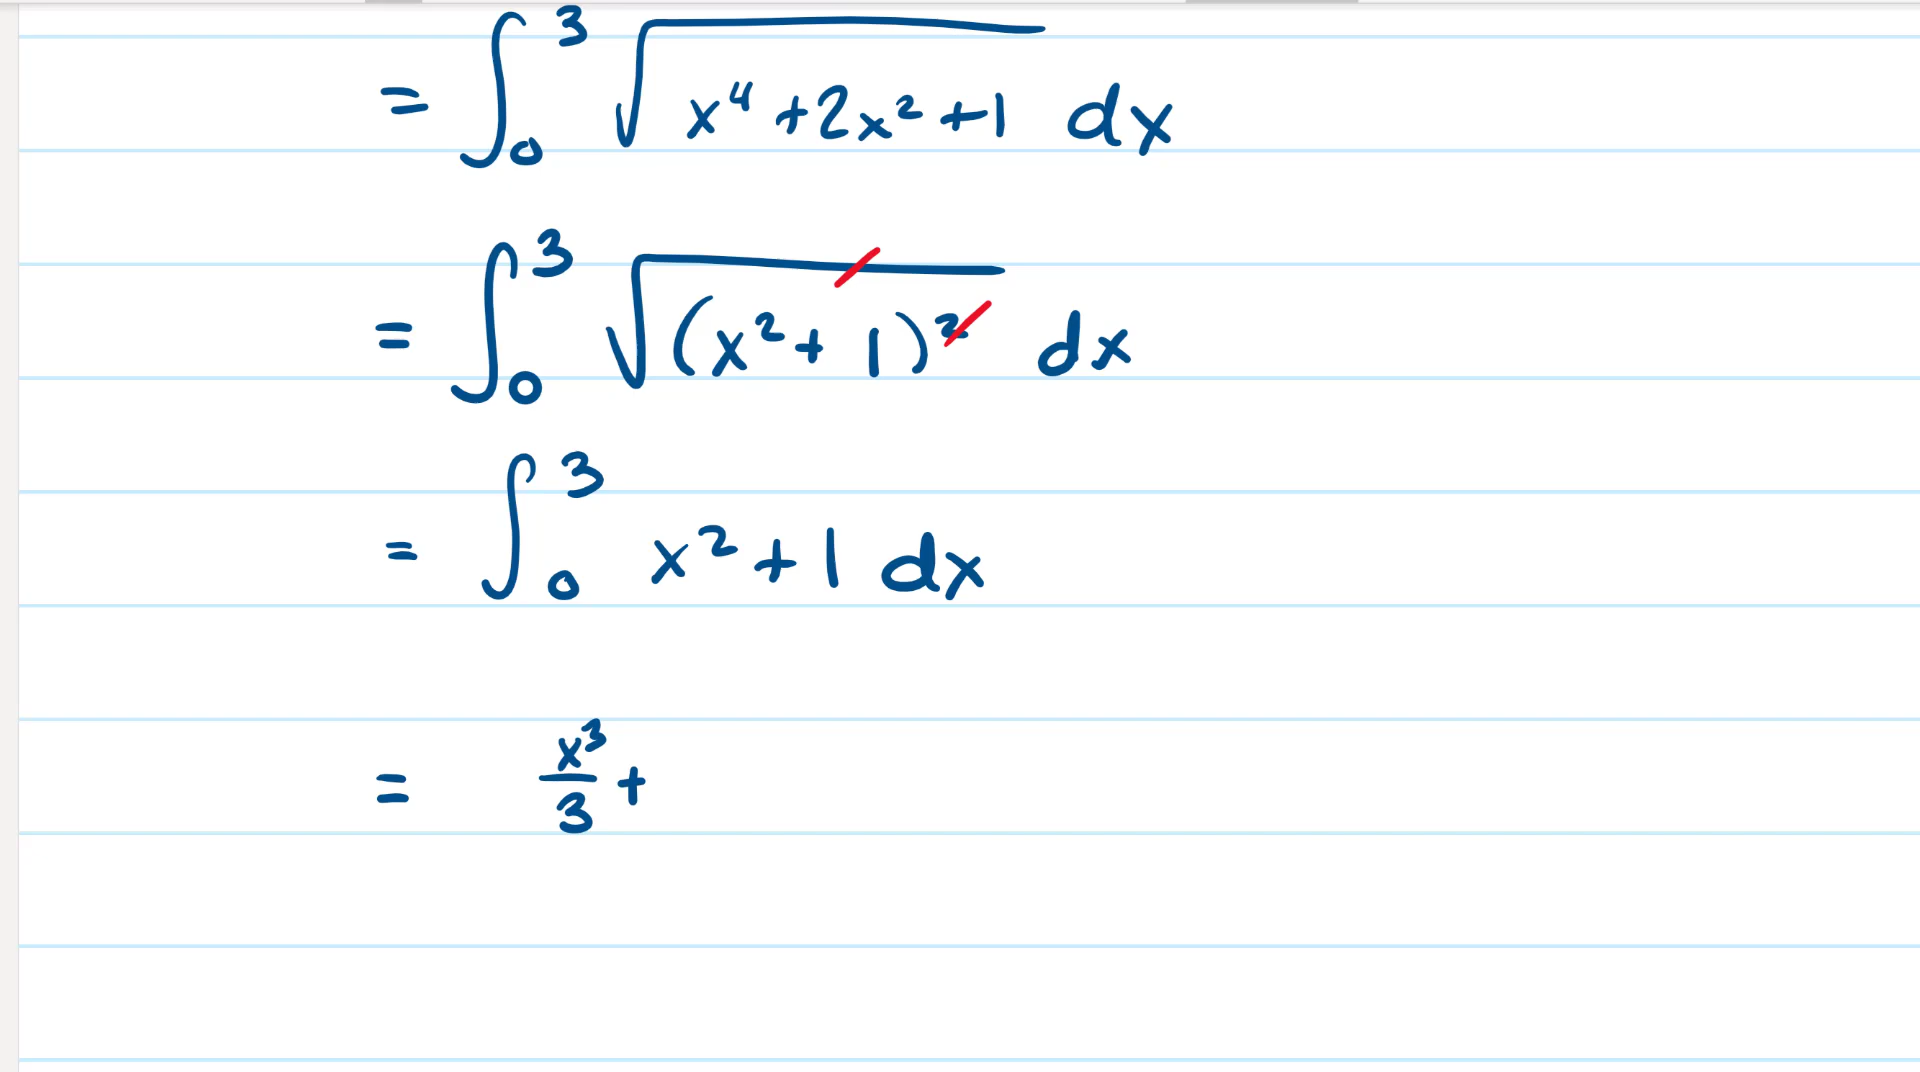 = ∫₀³ √(x⁴ + 2x² + 1) dx
= ∫₀³ √((x² + 1)²) dx
= ∫₀³ x² + 1 dx
= x³/3 +